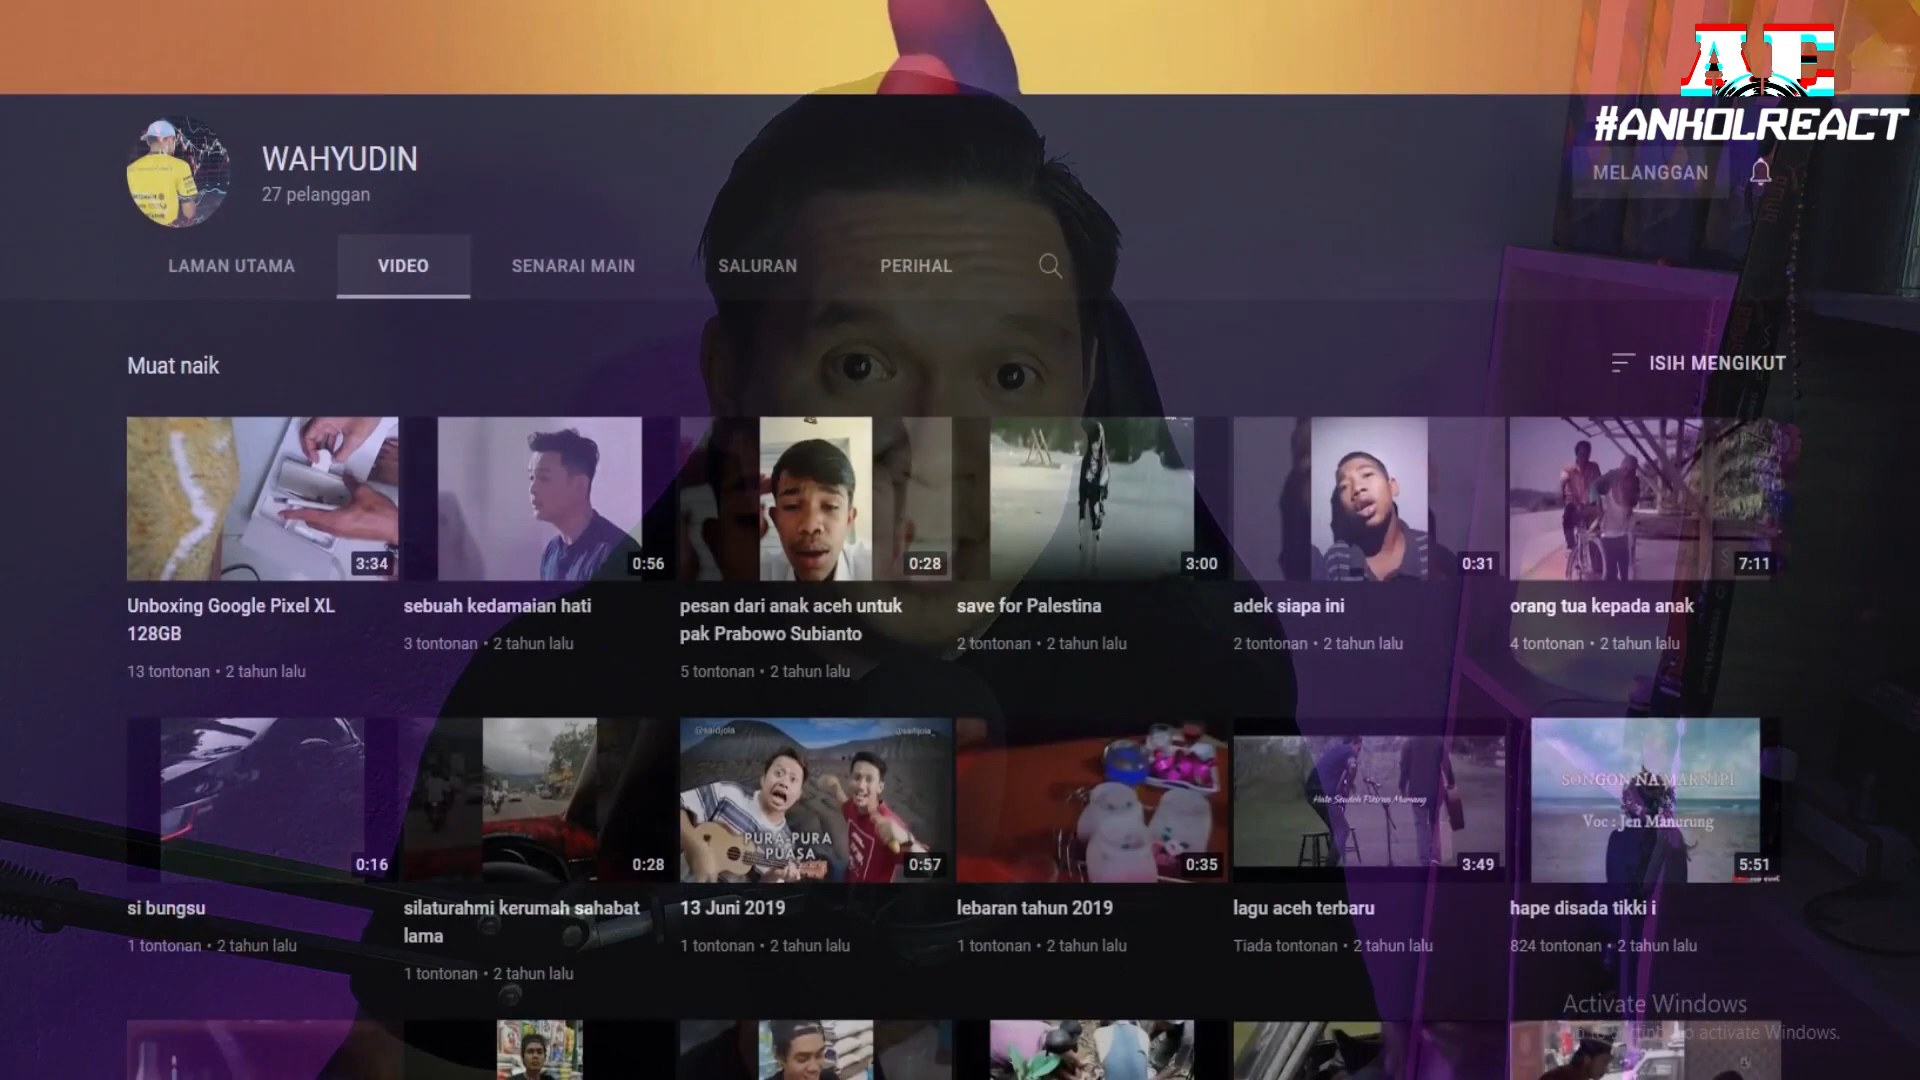 AE
#ANKOLREACT
WAHYUDIN
27 pelanggan
MELANGGAN
LAMAN UTAMA
VIDEO
SENARAI MAIN
SALURAN
PERIHAL
Muat naik
ISIH MENGIKUT
3:34
0:56
0:28
3:00
0:31
7:11
Unboxing Google Pixel XL
128GB
13 tontonan • 2 tahun lalu
sebuah kedamaian hati
3 tontonan • 2 tahun lalu
pesan dari anak aceh untuk
pak Prabowo Subianto
5 tontonan • 2 tahun lalu
save for Palestina
2 tontonan • 2 tahun lalu
adek siapa ini
2 tontonan • 2 tahun lalu
orang tua kepada anak
4 tontonan • 2 tahun lalu
@saidjola
PURA-PURA
PUASA
SONGON NA MARNIPI
Voc : Jen Manurung
0:16
0:28
0:57
0:35
3:49
5:51
si bungsu
1 tontonan • 2 tahun lalu
silaturahmi kerumah sahabat
lama
1 tontonan • 2 tahun lalu
13 Juni 2019
1 tontonan • 2 tahun lalu
lebaran tahun 2019
1 tontonan • 2 tahun lalu
lagu aceh terbaru
Tiada tontonan • 2 tahun lalu
hape disada tikki i
824 tontonan • 2 tahun lalu
Activate Windows
to activate Windows.